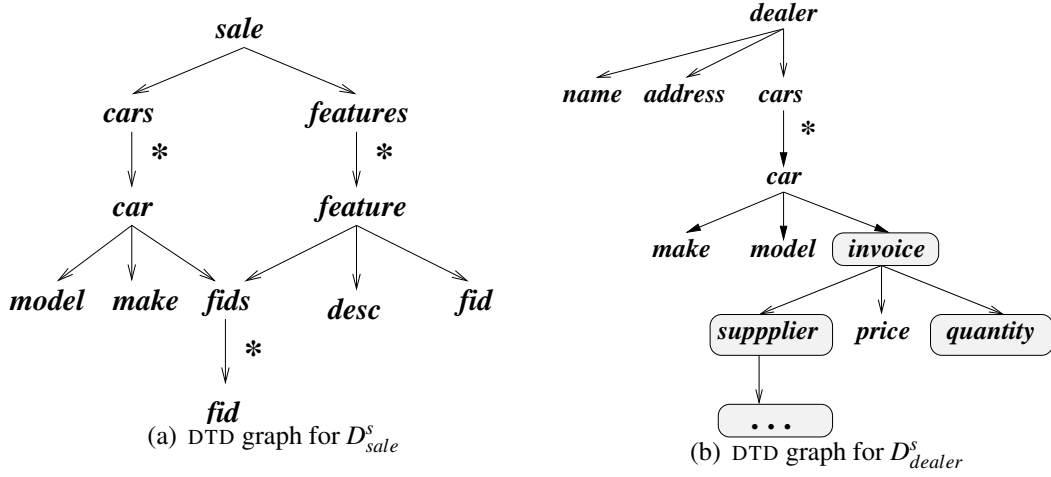 sale
cars features
* *
car feature
model make fids desc fid
*
fid
(a) DTD graph for D^s_sale
dealer
name address cars
*
car
make model invoice
suppplier price quantity
...
(b) DTD graph for D^s_dealer